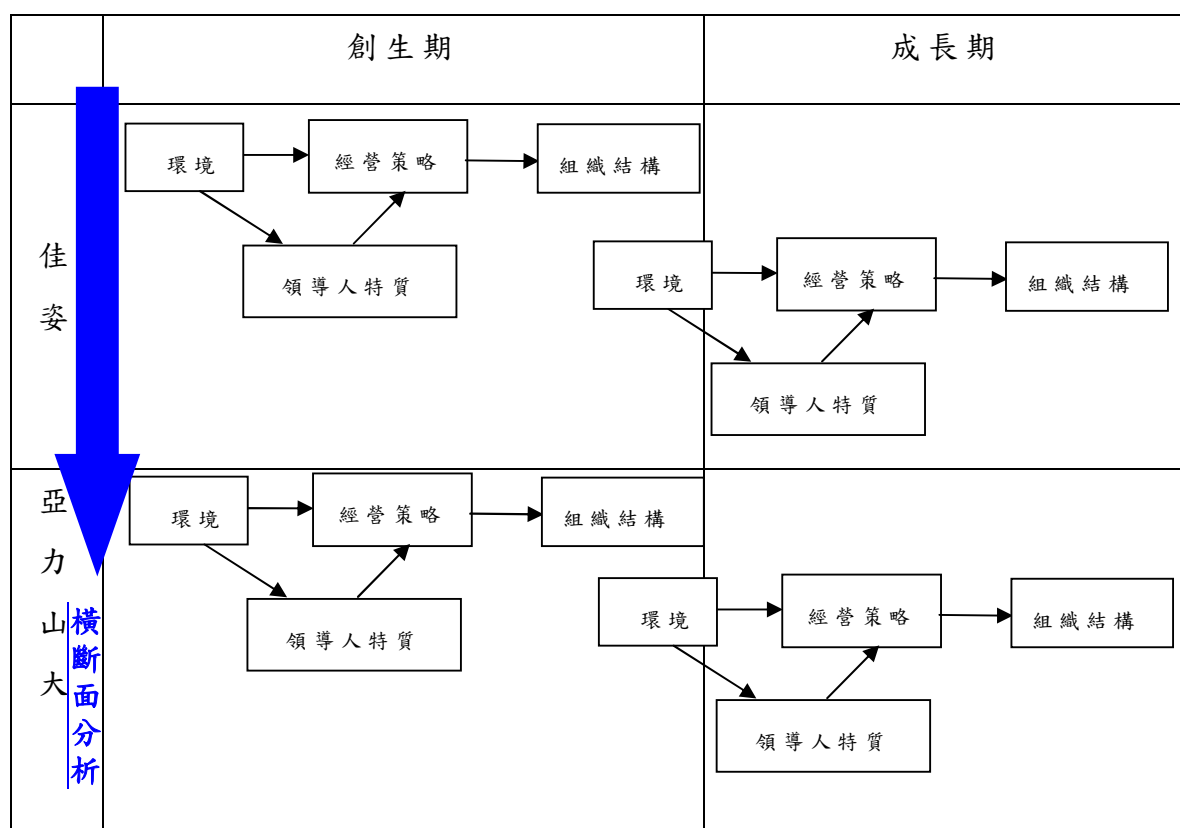 創生期
成長期
佳姿
環境
經營策略
組織結構
領導人特質
環境
經營策略
組織結構
領導人特質
亞力山大
橫斷面分析
環境
經營策略
組織結構
領導人特質
環境
經營策略
組織結構
領導人特質